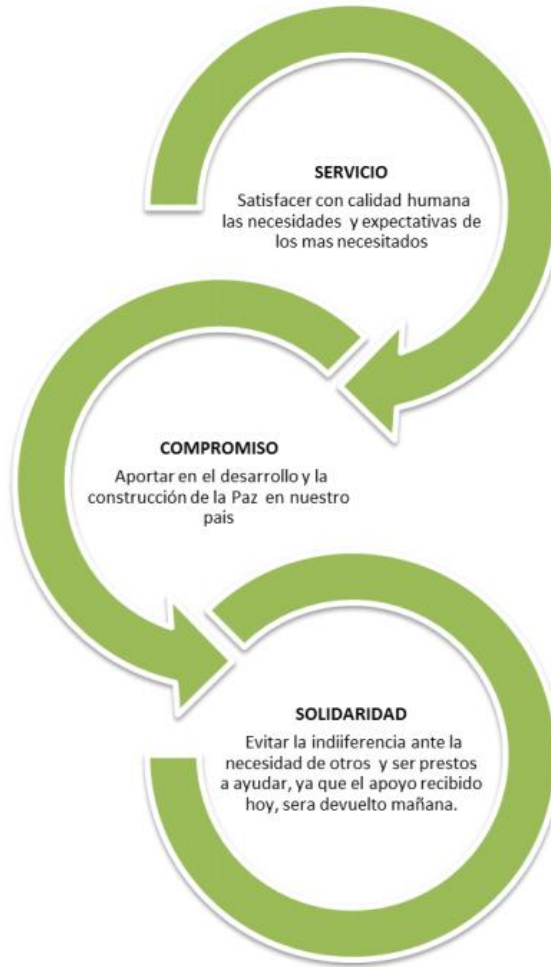 SERVICIO
Satisfacer con calidad humana
las necesidades y expectativas de
los mas necesitados
COMPROMISO
Aportar en el desarrollo y la
construcción de la Paz en nuestro
pais
SOLIDARIDAD
Evitar la indiiferencia ante la
necesidad de otros y ser prestos
a ayudar, ya que el apoyo recibido
hoy, sera devuelto mañana.